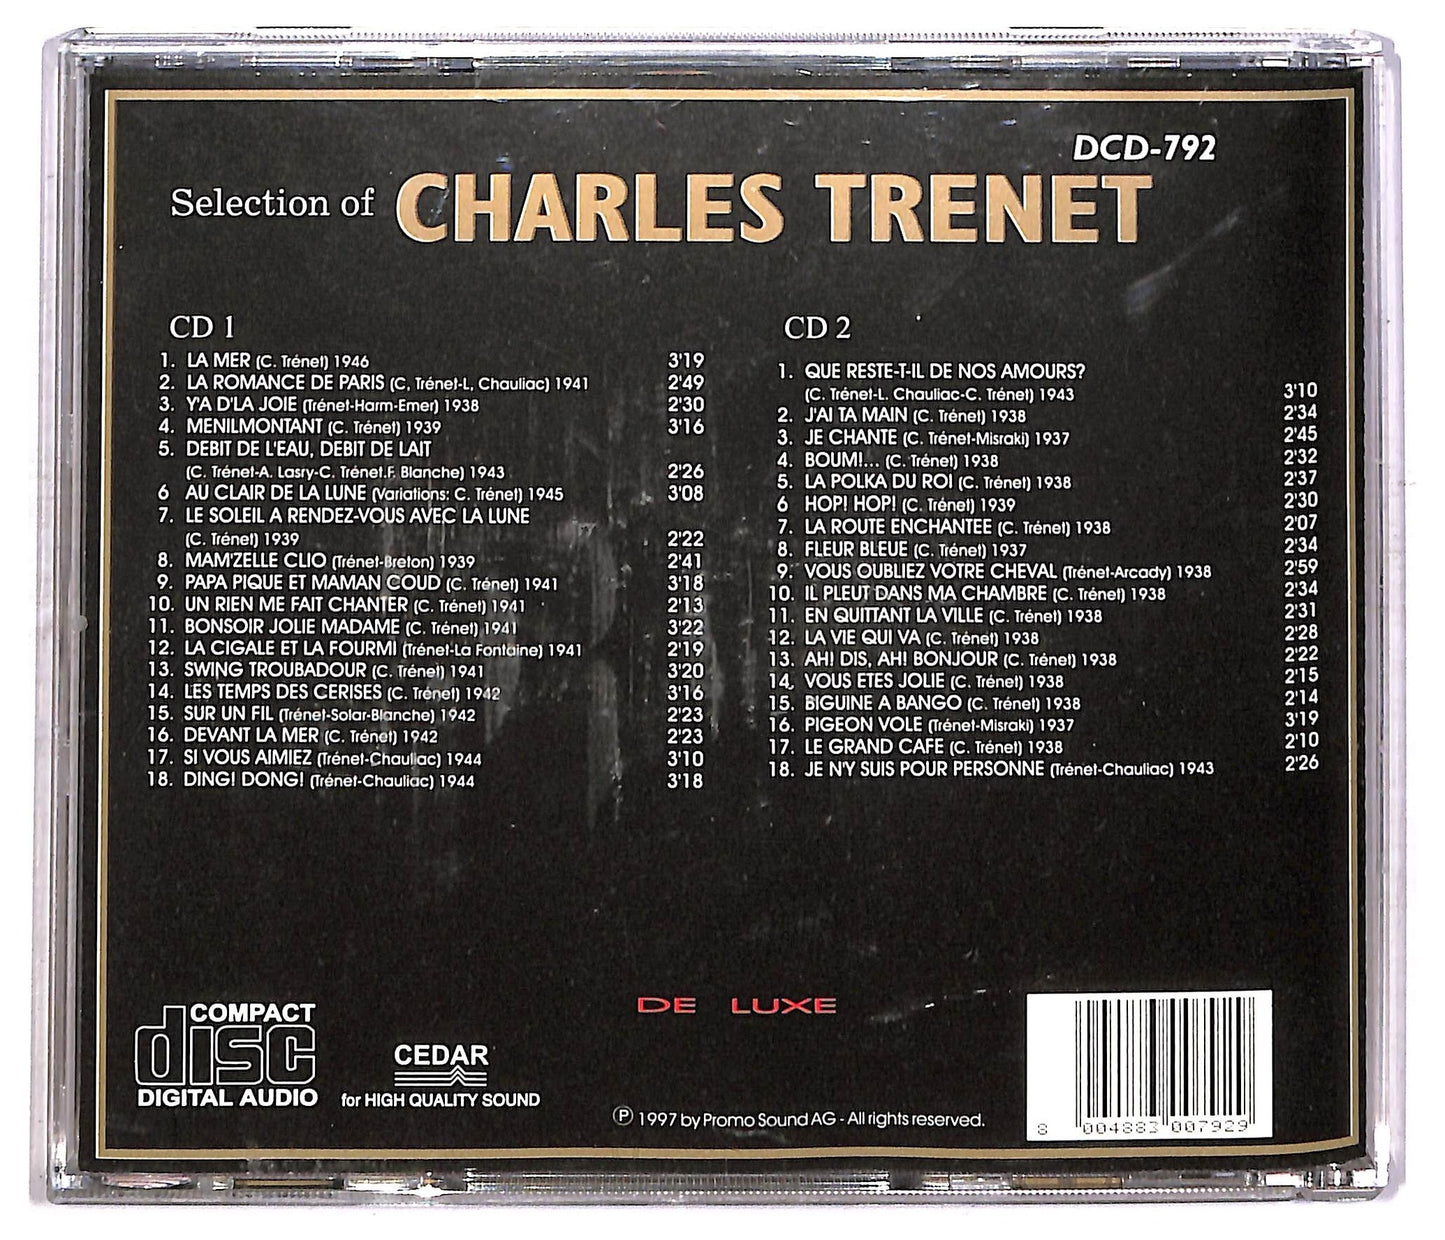 DCD-792
Selection of CHARLES TRENET
CD 1
1. LA MER (C. Trénet) 1946 3'19
2. LA ROMANCE DE PARIS (C, Trénet-L, Chauliac) 1941 2'49
3. Y'A D'LA JOIE (Trénet-Harm-Emer) 1938 2'30
4. MENILMONTANT (C. Trénet) 1939 3'16
5. DEBIT DE L'EAU, DEBIT DE LAIT
(C. Trénet-A. Lasry-C. Trénet.F. Blanche) 1943 2'26
6 AU CLAIR DE LA LUNE (Variations: C. Trénet) 1945 3'08
7. LE SOLEIL A RENDEZ-VOUS AVEC LA LUNE
(C. Trénet) 1939 2'22
8. MAM'ZELLE CLIO (Trénet-Breton) 1939 2'41
9. PAPA PIQUE ET MAMAN COUD (C. Trénet) 1941 3'18
10. UN RIEN ME FAIT CHANTER (C. Trénet) 1941 2'13
11. BONSOIR JOLIE MADAME (C. Trénet) 1941 3'22
12. LA CIGALE ET LA FOURMI (Trénet-La Fontaine) 1941 2'19
13. SWING TROUBADOUR (C. Trénet) 1941 3'20
14. LES TEMPS DES CERISES (C. Trénet) 1942 3'16
15. SUR UN FIL (Trénet-Solar-Blanche) 1942 2'23
16. DEVANT LA MER (C. Trénet) 1942 2'23
17. SI VOUS AIMIEZ (Trénet-Chauliac) 1944 3'10
18. DING! DONG! (Trénet-Chauliac) 1944 3'18
CD 2
1. QUE RESTE-T-IL DE NOS AMOURS?
(C. Trénet-L. Chauliac-C. Trénet) 1943 3'10
2. J'AI TA MAIN (C. Trénet) 1938 2'34
3. JE CHANTE (C. Trénet-Misraki) 1937 2'45
4. BOUM!... (C. Trénet) 1938 2'32
5. LA POLKA DU ROI (C. Trénet) 1938 2'37
6 HOP! HOP! (C. Trénet) 1939 2'30
7. LA ROUTE ENCHANTEE (C. Trénet) 1938 2'07
8. FLEUR BLEUE (C. Trénet) 1937 2'34
9. VOUS OUBLIEZ VOTRE CHEVAL (Trénet-Arcady) 1938 2'59
10. IL PLEUT DANS MA CHAMBRE (C. Trénet) 1938 2'34
11. EN QUITTANT LA VILLE (C. Trénet) 1938 2'31
12. LA VIE QUI VA (C. Trénet) 1938 2'28
13. AH! DIS, AH! BONJOUR (C. Trénet) 1938 2'22
14. VOUS ETES JOLIE (C. Trénet) 1938 2'15
15. BIGUINE A BANGO (C. Trénet) 1938 2'14
16. PIGEON VOLE (Trénet-Misraki) 1937 3'19
17. LE GRAND CAFE (C. Trénet) 1938 2'10
18. JE N'Y SUIS POUR PERSONNE (Trénet-Chauliac) 1943 2'26
COMPACT
disc
DIGITAL AUDIO
CEDAR
for HIGH QUALITY SOUND
DE LUXE
Ⓟ 1997 by Promo Sound AG - All rights reserved.
8 004883 007929